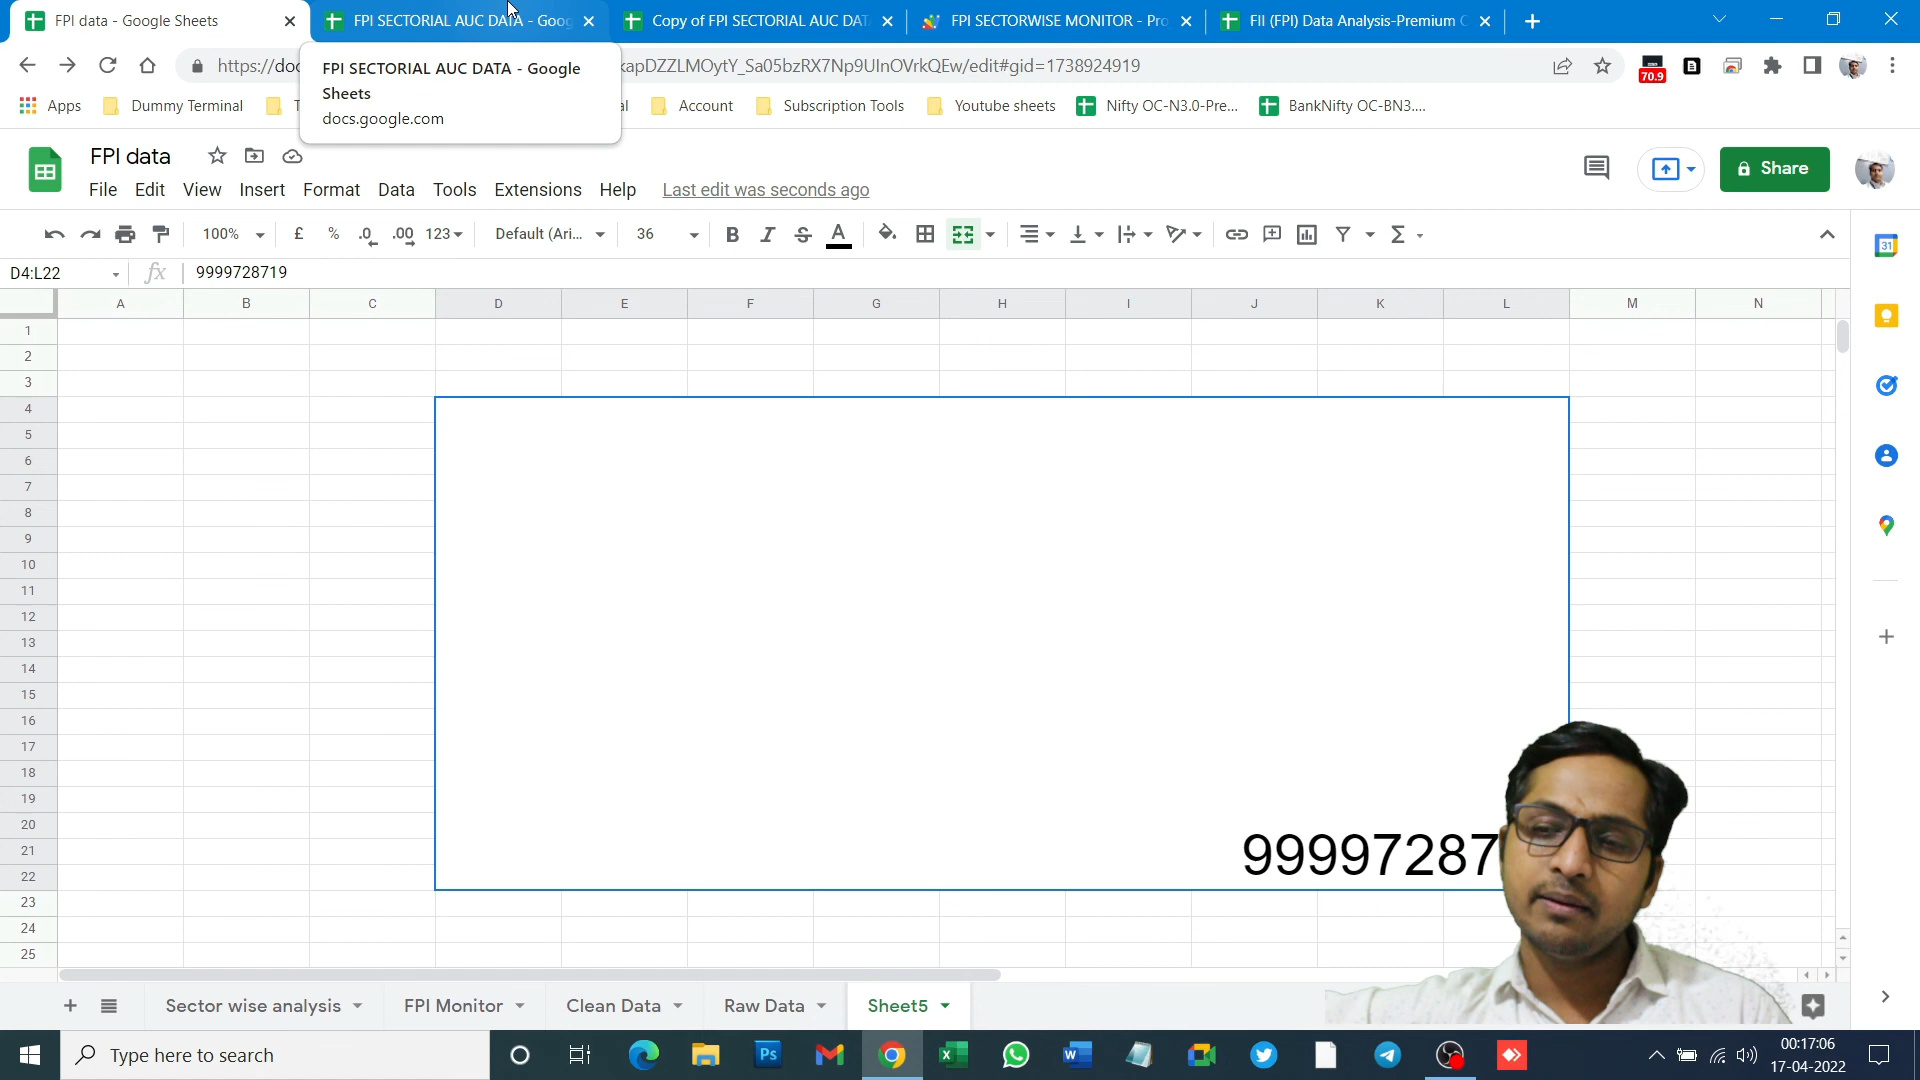 FPI data - Google Sheets
FPI SECTORIAL AUC DATA - Goog
Copy of FPI SECTORIAL AUC DAT
FPI SECTORWISE MONITOR - Pro
FII (FPI) Data Analysis-Premium C
https://doc
kapDZZLMOytY_Sa05bzRX7Np9UInOVrkQEw/edit#gid=1738924919
70.9
FPI SECTORIAL AUC DATA - Google
Sheets
docs.google.com
Apps
Dummy Terminal
Account
Subscription Tools
Youtube sheets
Nifty OC-N3.0-Pre...
BankNifty OC-BN3....
FPI data
Share
File Edit View Insert Format Data Tools Extensions Help Last edit was seconds ago
100% £ % .0 .00 123 Default (Ari... 36 B I S A Σ
31
D4:L22 fx 9999728719
A B C D E F G H I J K L M N
1
2
3
4
5
6
7
8
9
10
11
12
13
14
15
16
17
18
19
20
21
22
23
24
25
99997287
Sector wise analysis FPI Monitor Clean Data Raw Data Sheet5
Type here to search
Ps
00:17:06
17-04-2022